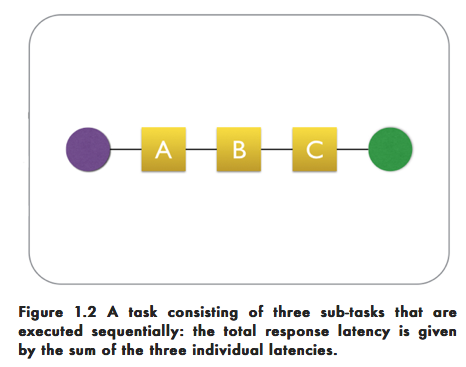 A B C
Figure 1.2 A task consisting of three sub-tasks that are
executed sequentially: the total response latency is given
by the sum of the three individual latencies.